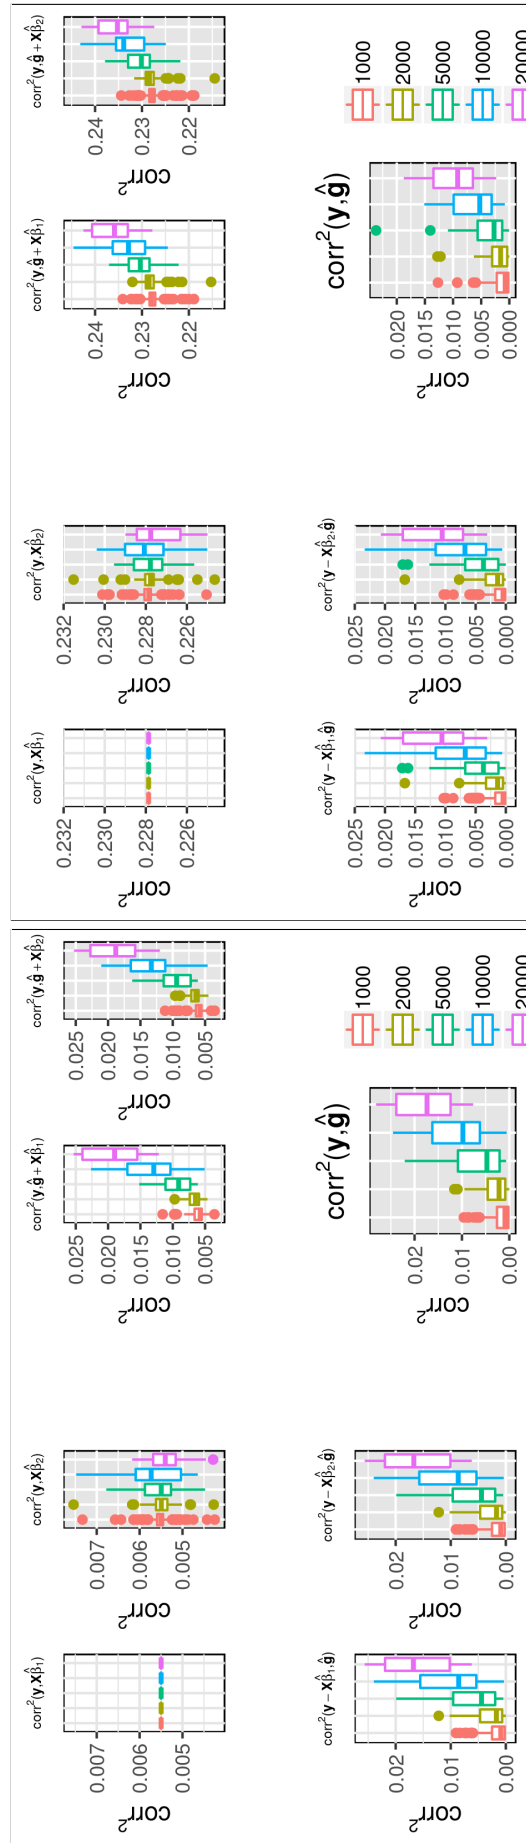 corr²(y,ĝ + Xβ̂₂)
0.24
0.23
0.22
corr²
corr²(y,ĝ + Xβ̂₁)
0.24
0.23
0.22
corr²
1000
2000
5000
10000
20000
corr²(y,ĝ)
0.020
0.015
0.010
0.005
0.000
corr²
corr²(y,Xβ̂₂)
0.232
0.230
0.228
0.226
corr²
corr²(y − Xβ̂₂,ĝ)
0.025
0.020
0.015
0.010
0.005
0.000
corr²
corr²(y,Xβ̂₁)
0.232
0.230
0.228
0.226
corr²
corr²(y − Xβ̂₁,ĝ)
0.025
0.020
0.015
0.010
0.005
0.000
corr²
corr²(y,ĝ + Xβ̂₂)
0.025
0.020
0.015
0.010
0.005
corr²
corr²(y,ĝ + Xβ̂₁)
0.025
0.020
0.015
0.010
0.005
corr²
1000
2000
5000
10000
20000
corr²(y,ĝ)
0.02
0.01
0.00
corr²
corr²(y,Xβ̂₂)
0.007
0.006
0.005
corr²
corr²(y − Xβ̂₂,ĝ)
0.02
0.01
0.00
corr²
corr²(y,Xβ̂₁)
0.007
0.006
0.005
corr²
corr²(y − Xβ̂₁,ĝ)
0.02
0.01
0.00
corr²